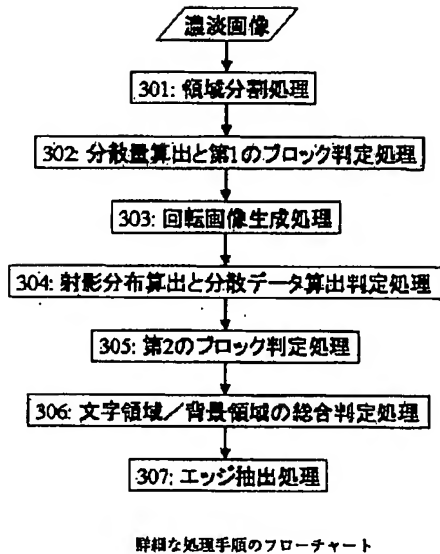 濃淡画像
301: 領域分割処理
302: 分散量算出と第1のブロック判定処理
303: 回転画像生成処理
304: 射影分布算出と分散データ算出判定処理
305: 第2のブロック判定処理
306: 文字領域／背景領域の総合判定処理
307: エッジ抽出処理
詳細な処理手順のフローチャート